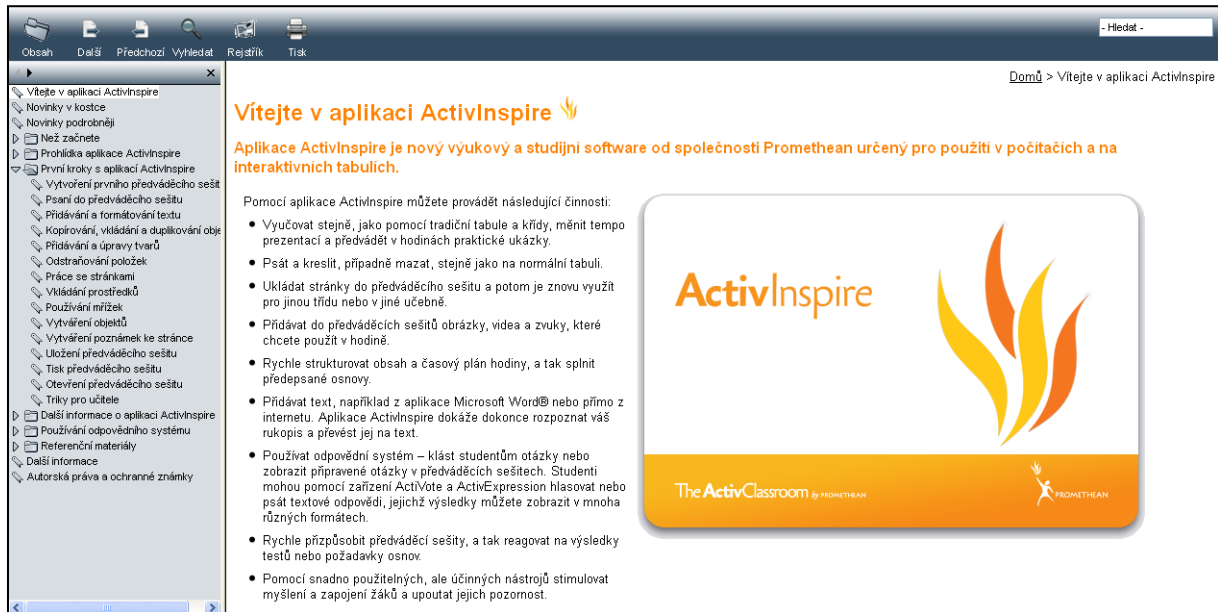 Obsah Další Předchozí Vyhledat Rejstřík Tisk
- Hledat -
Vítejte v aplikaci ActivInspire
Novinky v kostce
Novinky podrobněji
Než začnete
Prohlídka aplikace ActivInspire
První kroky s aplikací ActivInspire
Vytvoření prvního předváděcího sešit
Psaní do předváděcího sešitu
Přidávání a formátování textu
Kopírování, vkládání a duplikování obje
Přidávání a úpravy tvarů
Odstraňování položek
Práce se stránkami
Vkládání prostředků
Používání mřížek
Vytváření objektů
Vytváření poznámek ke stránce
Uložení předváděcího sešitu
Tisk předváděcího sešitu
Otevření předváděcího sešitu
Triky pro učitele
Další informace o aplikaci ActivInspire
Používání odpovědního systému
Referenční materiály
Další informace
Autorská práva a ochranné známky
Domů > Vítejte v aplikaci ActivInspire
Vítejte v aplikaci ActivInspire
Aplikace ActivInspire je nový výukový a studijní software od společnosti Promethean určený pro použití v počítačích a na
interaktivních tabulích.
Pomocí aplikace ActivInspire můžete provádět následující činnosti:
• Vyučovat stejně, jako pomocí tradiční tabule a křídy, měnit tempo
prezentací a předvádět v hodinách praktické ukázky.
• Psát a kreslit, případně mazat, stejně jako na normální tabuli.
• Ukládat stránky do předváděcího sešitu a potom je znovu využít
pro jinou třídu nebo v jiné učebně.
• Přidávat do předváděcích sešitů obrázky, videa a zvuky, které
chcete použít v hodině.
• Rychle strukturovat obsah a časový plán hodiny, a tak splnit
předepsané osnovy.
• Přidávat text, například z aplikace Microsoft Word® nebo přímo z
internetu. Aplikace ActivInspire dokáže dokonce rozpoznat váš
rukopis a převést jej na text.
• Používat odpovědní systém – klást studentům otázky nebo
zobrazit připravené otázky v předváděcích sešitech. Studenti
mohou pomocí zařízení ActiVote a ActivExpression hlasovat nebo
psát textové odpovědi, jejichž výsledky můžete zobrazit v mnoha
různých formátech.
• Rychle přizpůsobit předváděcí sešity, a tak reagovat na výsledky
testů nebo požadavky osnov.
• Pomocí snadno použitelných, ale účinných nástrojů stimulovat
myšlení a zapojení žáků a upoutat jejich pozornost.
ActivInspire
The ActivClassroom by PROMETHEAN
PROMETHEAN